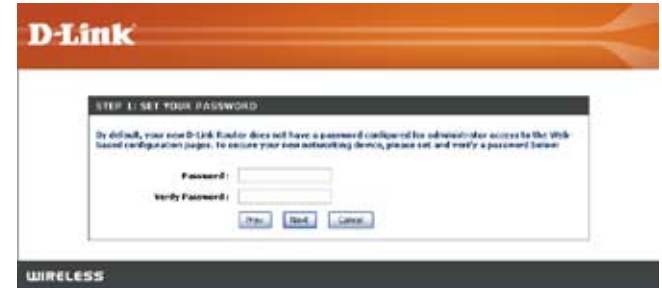 D-Link
STEP 1: SET YOUR PASSWORD
By default, your new D-Link Router does not have a password configured for administrator access to the Web-
based configuration pages. To secure your new networking device, please set and verify a password below:
Password :
Verify Password :
Prev Next Cancel
WIRELESS